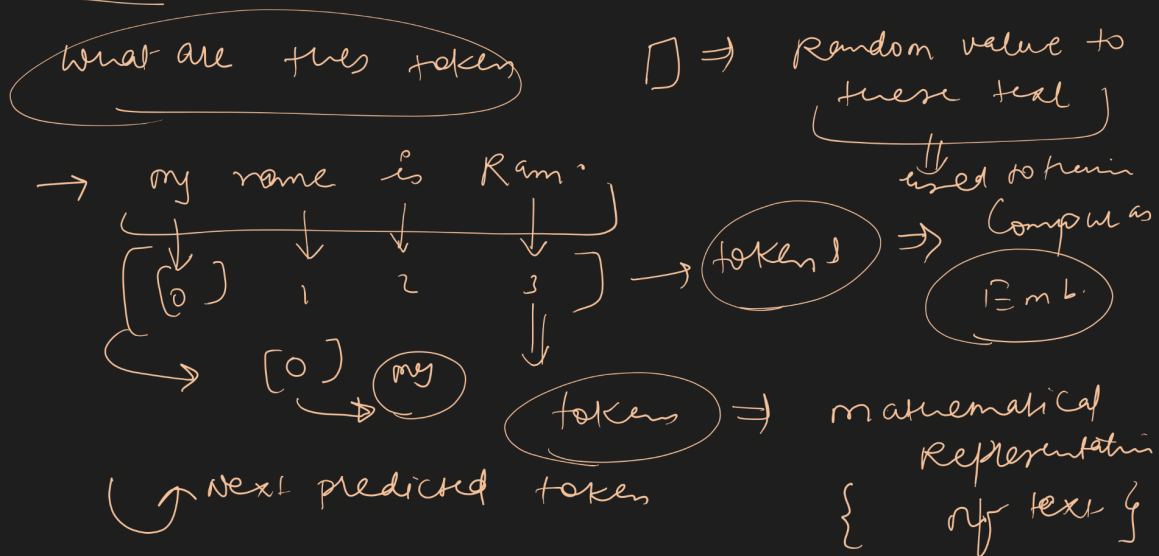 What are thes token
▯ ⇒ Random value to
these text
→ my name is Ram.
used to train
[[0] 1 2 3] → tokens ⇒ Compur as
Emb.
[0] → my
tokens ⇒ mathematical
Representation
Next predicted token
{ of text }